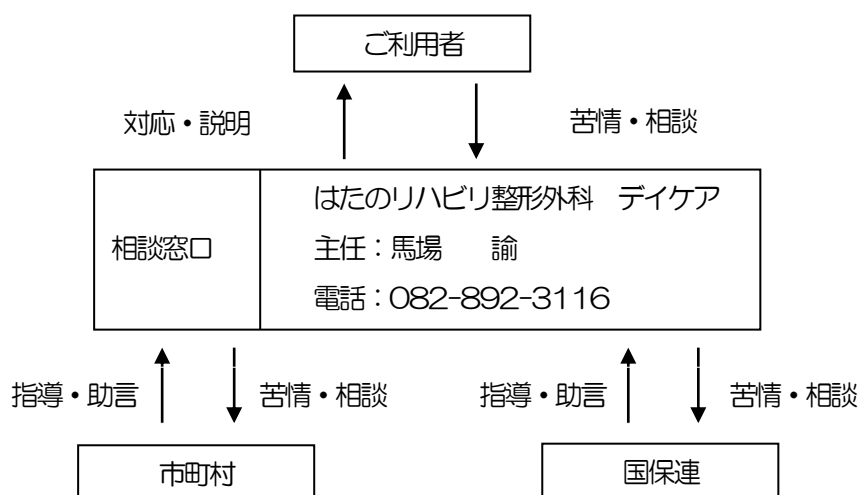 ご利用者
対応・説明 苦情・相談
相談窓口
はたのリハビリ整形外科　デイケア
主任：馬場　　諭
電話：082-892-3116
指導・助言 苦情・相談 指導・助言 苦情・相談
市町村 国保連